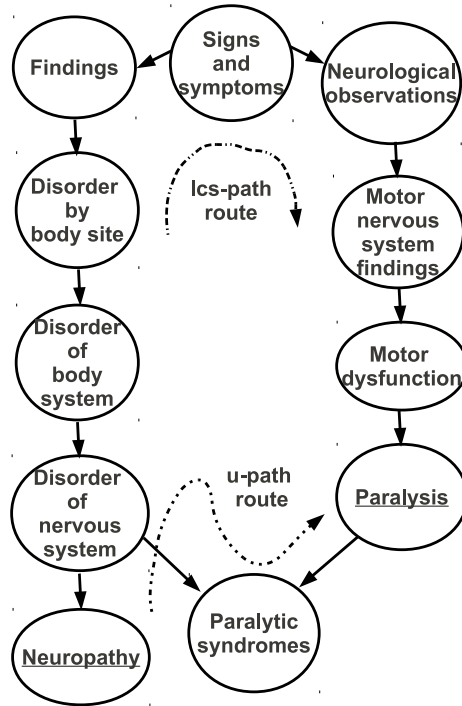 Signs
and
symptoms
Findings
Neurological
observations
Disorder
by
body site
lcs-path
route
Motor
nervous
system
findings
Disorder
of
body
system
Motor
dysfunction
Disorder
of
nervous
system
u-path
route
Paralysis
Neuropathy
Paralytic
syndromes